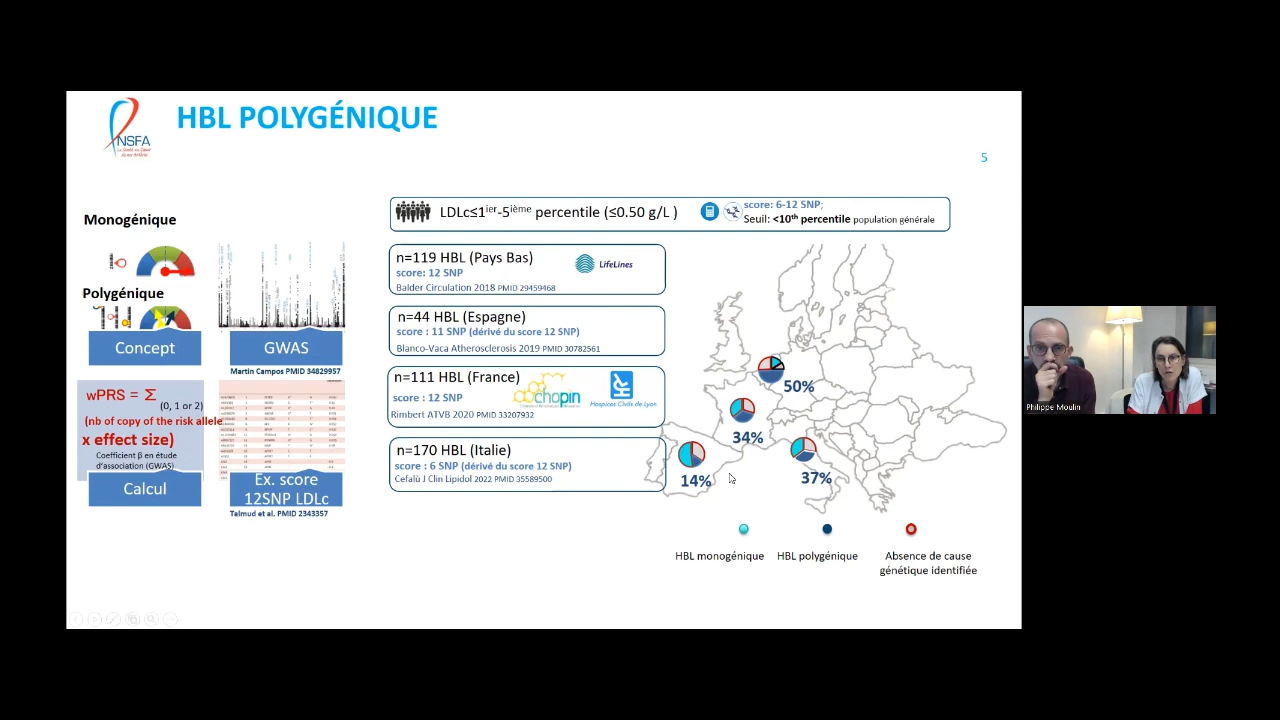 HBL POLYGÉNIQUE
NSFA
5
Monogénique
Polygénique
Concept
GWAS
Martin Campos PMID 34829957
wPRS = Σ
(0, 1 or 2)
(nb of copy of the risk allele
x effect size)
Coefficient β en étude
d'association (GWAS)
Calcul
Ex. score
12SNP LDLc
Talmud et al. PMID 2343357
LDLc≤1ier-5ième percentile (≤0.50 g/L )
score: 6-12 SNP;
Seuil: <10th percentile population générale
n=119 HBL (Pays Bas)
LifeLines
score: 12 SNP
Balder Circulation 2018 PMID 29459468
n=44 HBL (Espagne)
score : 11 SNP (dérivé du score 12 SNP)
Blanco-Vaca Atherosclerosis 2019 PMID 30782561
n=111 HBL (France)
score : 12 SNP
chopin
Hospices Civils de Lyon
Rimbert ATVB 2020 PMID 33207932
n=170 HBL (Italie)
score : 6 SNP (dérivé du score 12 SNP)
Cefalù J Clin Lipidol 2022 PMID 35589500
50%
34%
14%
37%
HBL monogénique
HBL polygénique
Absence de cause
génétique identifiée
Philippe Moulin